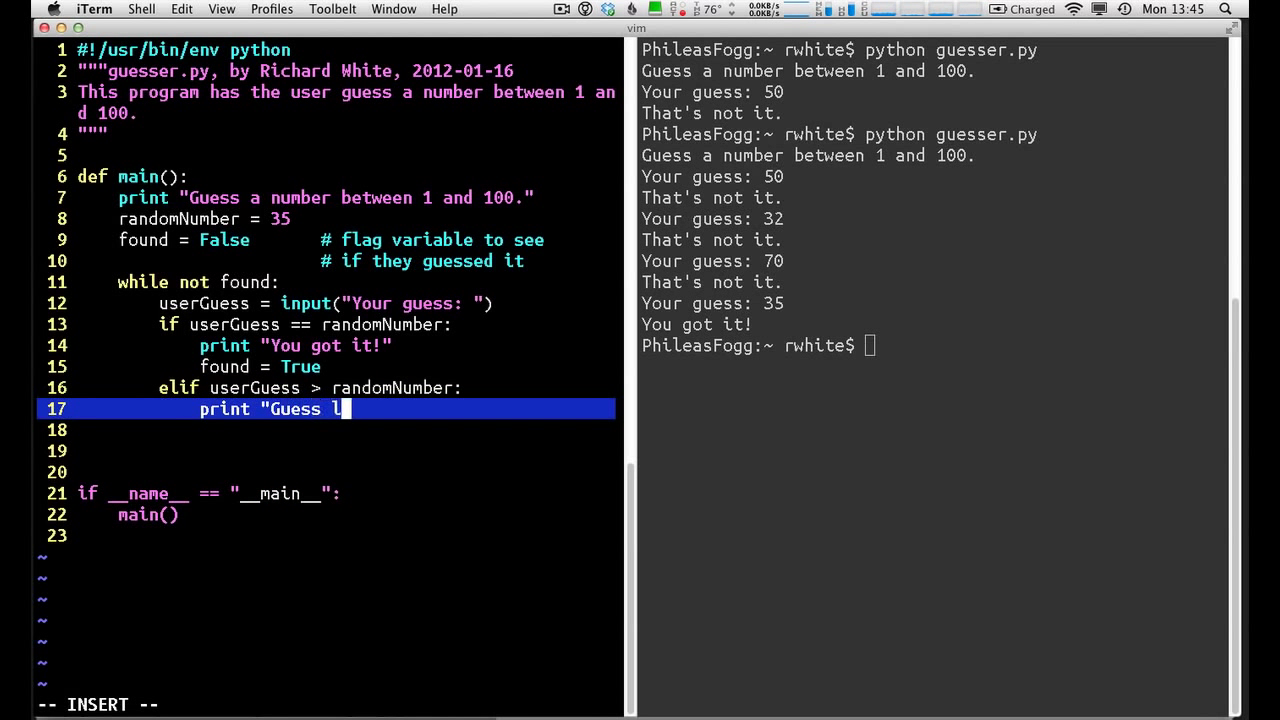 iTerm Shell Edit View Profiles Toolbelt Window Help 76° 0.0KB/s 0.0KB/s Charged Mon 13:45
vim
1 #!/usr/bin/env python
2 """guesser.py, by Richard White, 2012-01-16
3 This program has the user guess a number between 1 an
d 100.
4 """
5
6 def main():
7     print "Guess a number between 1 and 100."
8     randomNumber = 35
9     found = False       # flag variable to see
10                         # if they guessed it
11     while not found:
12         userGuess = input("Your guess: ")
13         if userGuess == randomNumber:
14             print "You got it!"
15             found = True
16         elif userGuess > randomNumber:
17             print "Guess l
18
19
20
21 if __name__ == "__main__":
22     main()
23
~
~
~
~
~
~
~
-- INSERT --
PhileasFogg:~ rwhite$ python guesser.py
Guess a number between 1 and 100.
Your guess: 50
That's not it.
PhileasFogg:~ rwhite$ python guesser.py
Guess a number between 1 and 100.
Your guess: 50
That's not it.
Your guess: 32
That's not it.
Your guess: 70
That's not it.
Your guess: 35
You got it!
PhileasFogg:~ rwhite$